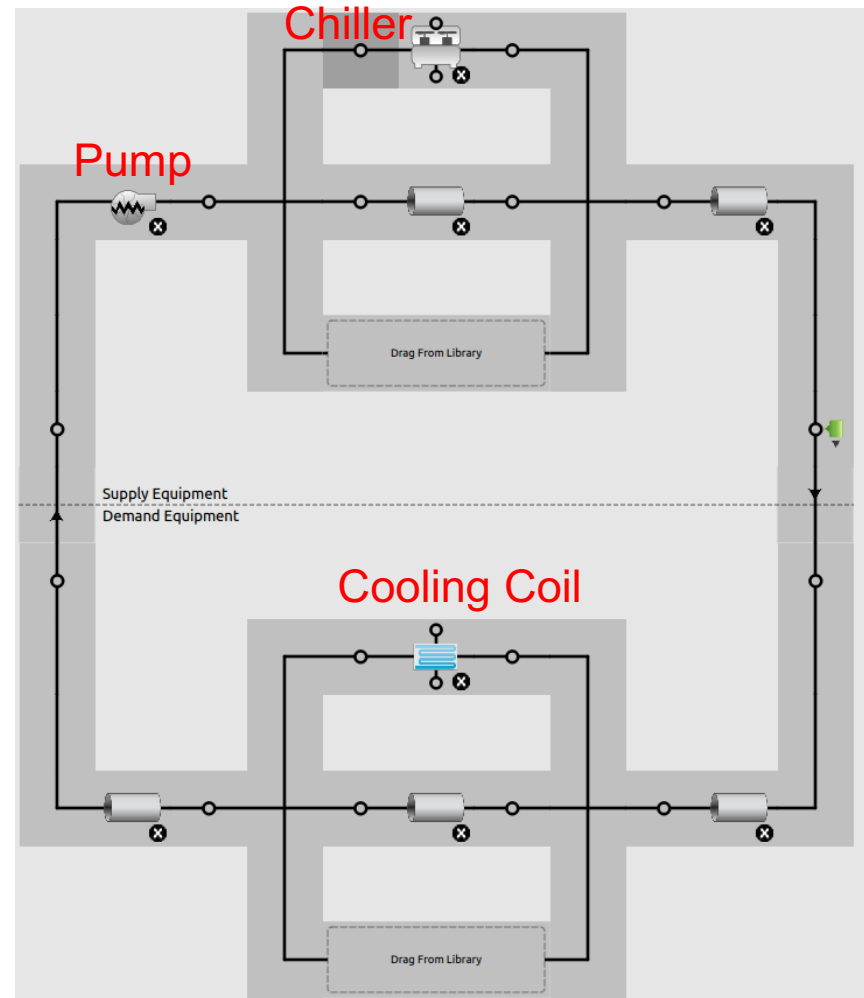 Chiller
Pump
Drag From Library
Supply Equipment
Demand Equipment
Cooling Coil
Drag From Library